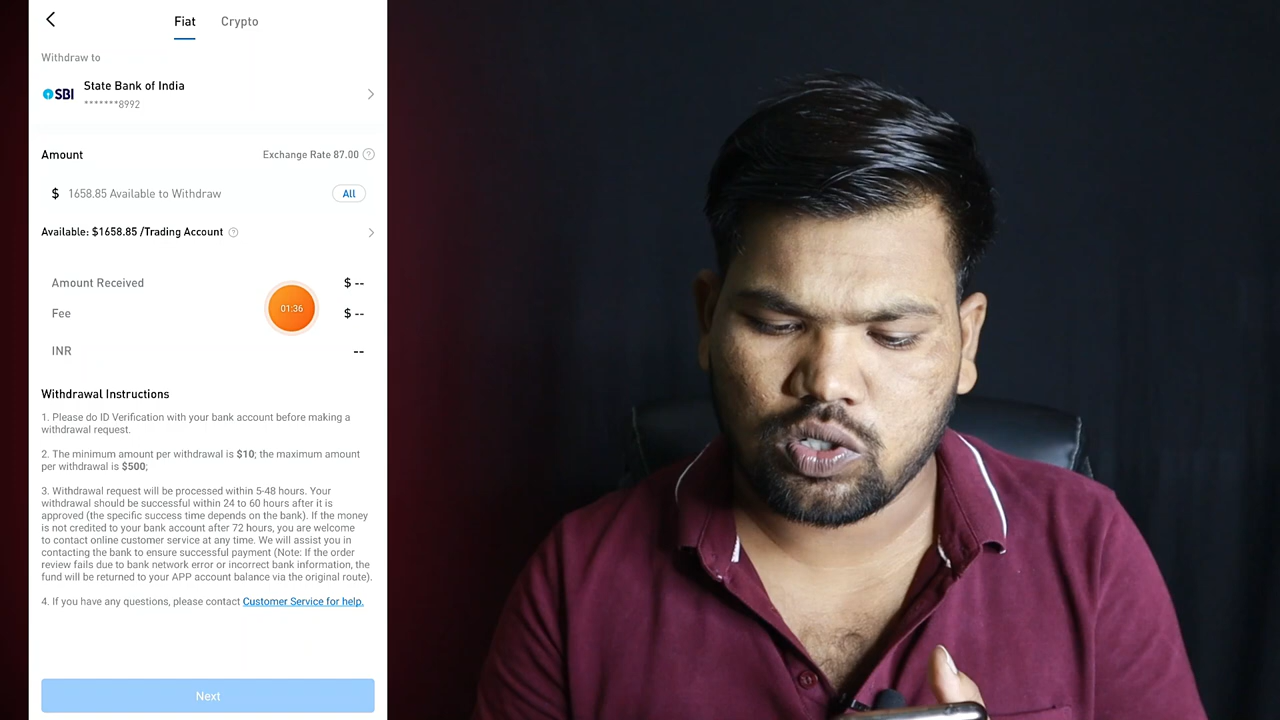 Fiat Crypto
Withdraw to
SBI State Bank of India
*******8992
Amount Exchange Rate 87.00 ?
$ 1658.85 Available to Withdraw All
Available: $1658.85 /Trading Account ?
Amount Received $ --
01:36
Fee $ --
INR --
Withdrawal Instructions
1. Please do ID Verification with your bank account before making a
withdrawal request.
2. The minimum amount per withdrawal is $10; the maximum amount
per withdrawal is $500;
3. Withdrawal request will be processed within 5-48 hours. Your
withdrawal should be successful within 24 to 60 hours after it is
approved (the specific success time depends on the bank). If the money
is not credited to your bank account after 72 hours, you are welcome
to contact online customer service at any time. We will assist you in
contacting the bank to ensure successful payment (Note: If the order
review fails due to bank network error or incorrect bank information, the
fund will be returned to your APP account balance via the original route).
4. If you have any questions, please contact Customer Service for help.
Next